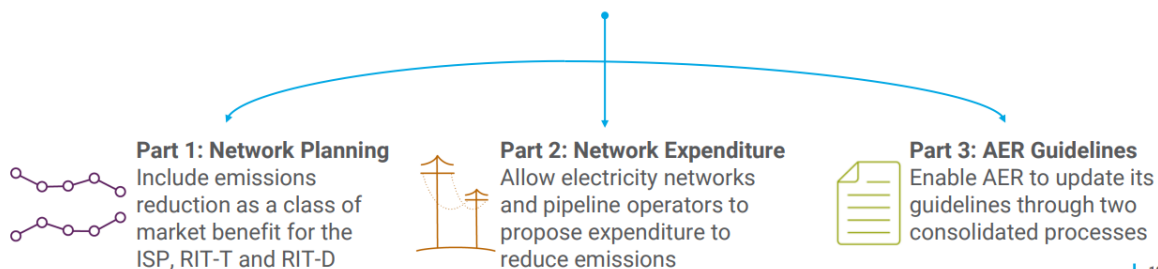 Part 1: Network Planning
Include emissions
reduction as a class of
market benefit for the
ISP, RIT-T and RIT-D
Part 2: Network Expenditure
Allow electricity networks
and pipeline operators to
propose expenditure to
reduce emissions
Part 3: AER Guidelines
Enable AER to update its
guidelines through two
consolidated processes